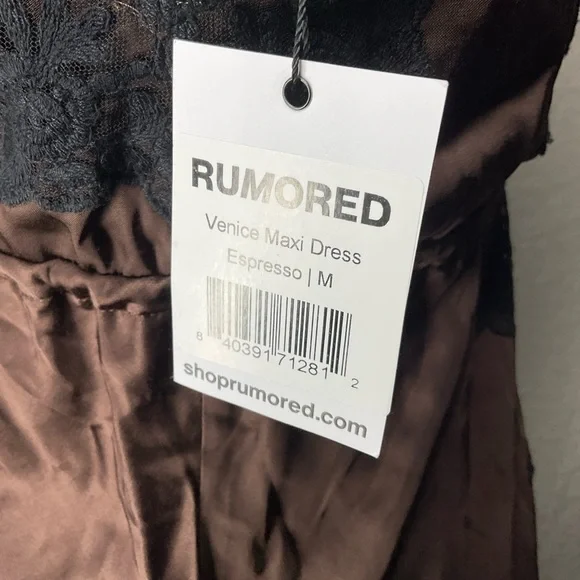 RUMORED
Venice Maxi Dress
Espresso | M
8 40391 71281 2
shoprumored.com